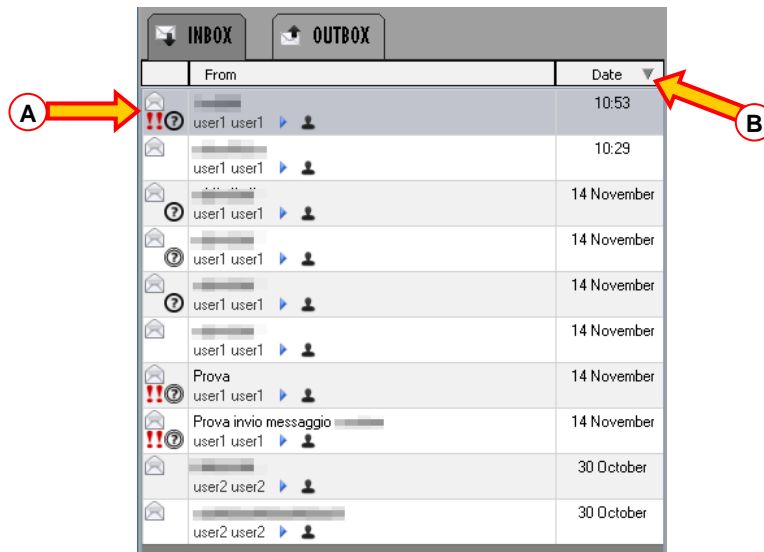 INBOX OUTBOX
From Date
A
B
10:53
!! ? user1 user1
10:29
user1 user1
14 November
? user1 user1
14 November
? user1 user1
14 November
? user1 user1
14 November
user1 user1
Prova 14 November
!! ? user1 user1
Prova invio messaggio 14 November
!! ? user1 user1
30 October
user2 user2
30 October
user2 user2